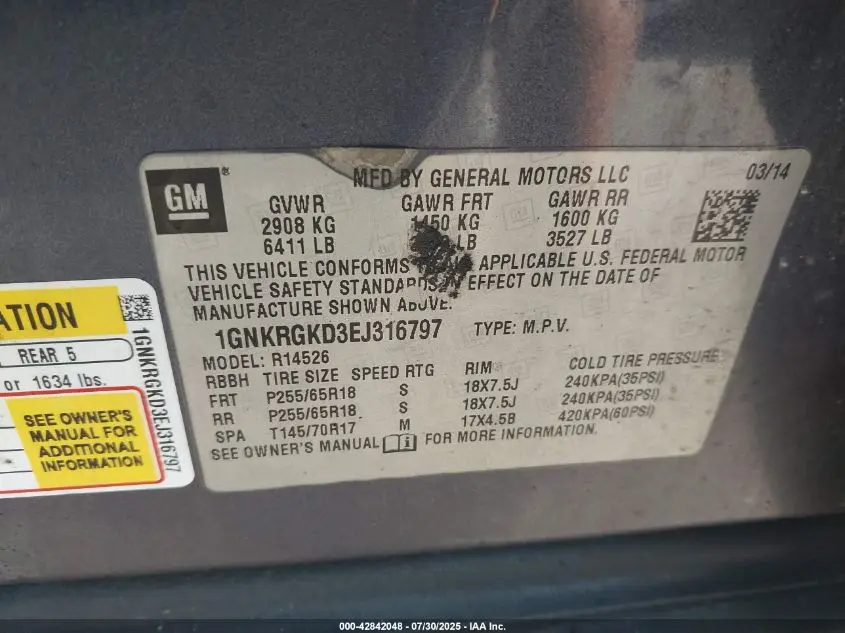 GM
MFD BY GENERAL MOTORS LLC
03/14
GVWR GAWR FRT GAWR RR
2908 KG 1450 KG 1600 KG
6411 LB LB 3527 LB
THIS VEHICLE CONFORMS APPLICABLE U.S. FEDERAL MOTOR
VEHICLE SAFETY STANDARDS IN EFFECT ON THE DATE OF
MANUFACTURE SHOWN ABOVE.
1GNKRGKD3EJ316797 TYPE: M.P.V.
MODEL: R14526
RBBH TIRE SIZE SPEED RTG RIM COLD TIRE PRESSURE
FRT P255/65R18 S 18X7.5J 240KPA(35PSI)
RR P255/65R18 S 18X7.5J 240KPA(35PSI)
SPA T145/70R17 M 17X4.5B 420KPA(60PSI)
SEE OWNER'S MANUAL FOR MORE INFORMATION.
REAR 5
or 1634 lbs.
SEE OWNER'S
MANUAL FOR
ADDITIONAL
INFORMATION
1GNKRGKD3EJ316797
000-42842048 - 07/30/2025 - IAA Inc.